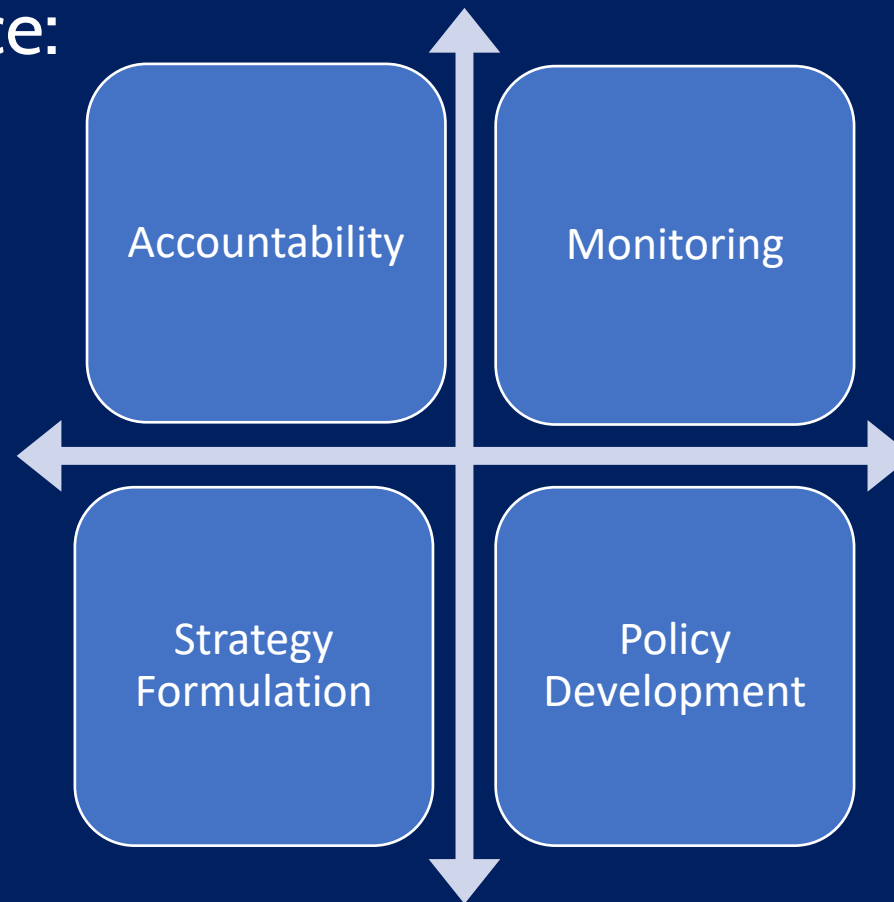 ce:
Accountability
Monitoring
Strategy
Formulation
Policy
Development